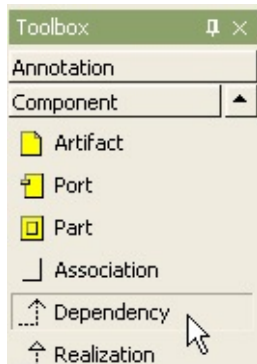 Toolbox
Annotation
Component
Artifact
Port
Part
Association
Dependency
Realization